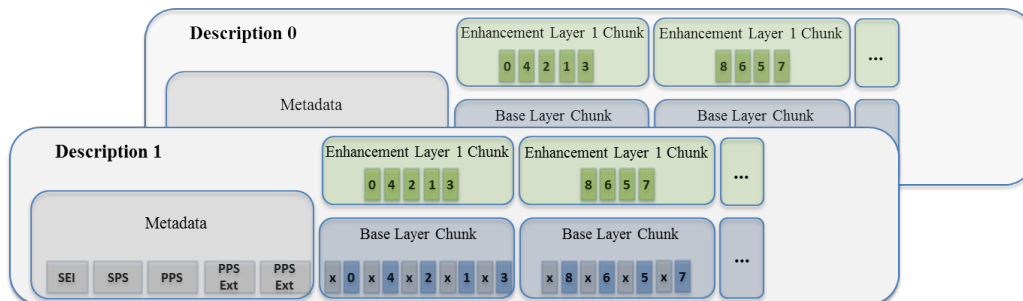 Description 0
Enhancement Layer 1 Chunk
0 4 2 1 3
Enhancement Layer 1 Chunk
8 6 5 7
...
Metadata
Base Layer Chunk
Base Layer Chunk
Description 1
Enhancement Layer 1 Chunk
0 4 2 1 3
Enhancement Layer 1 Chunk
8 6 5 7
...
Metadata
SEI
SPS
PPS
PPS
Ext
PPS
Ext
Base Layer Chunk
x 0 x 4 x 2 x 1 x 3
Base Layer Chunk
x 8 x 6 x 5 x 7
...